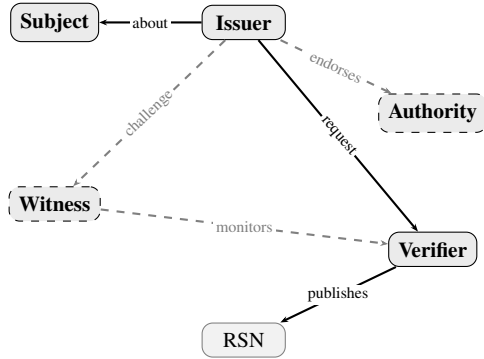 Subject
about
Issuer
endorses
Authority
challenge
request
Witness
monitors
Verifier
publishes
RSN